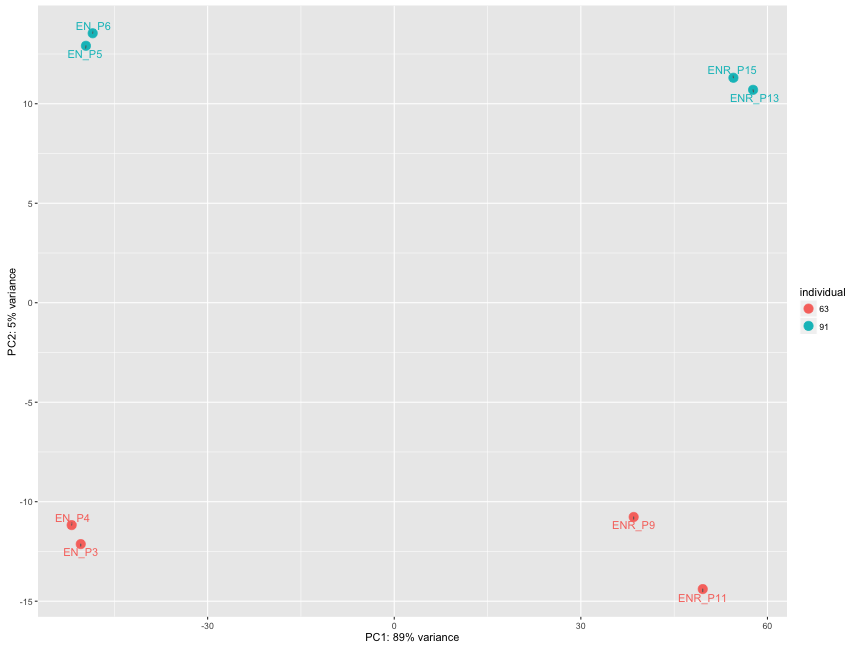 EN_P6
EN_P5
ENR_P15
ENR_P13
10
5
0
-5
-10
-15
PC2: 5% variance
EN_P4
EN_P3
ENR_P9
ENR_P11
-30
0
30
60
PC1: 89% variance
individual
63
91